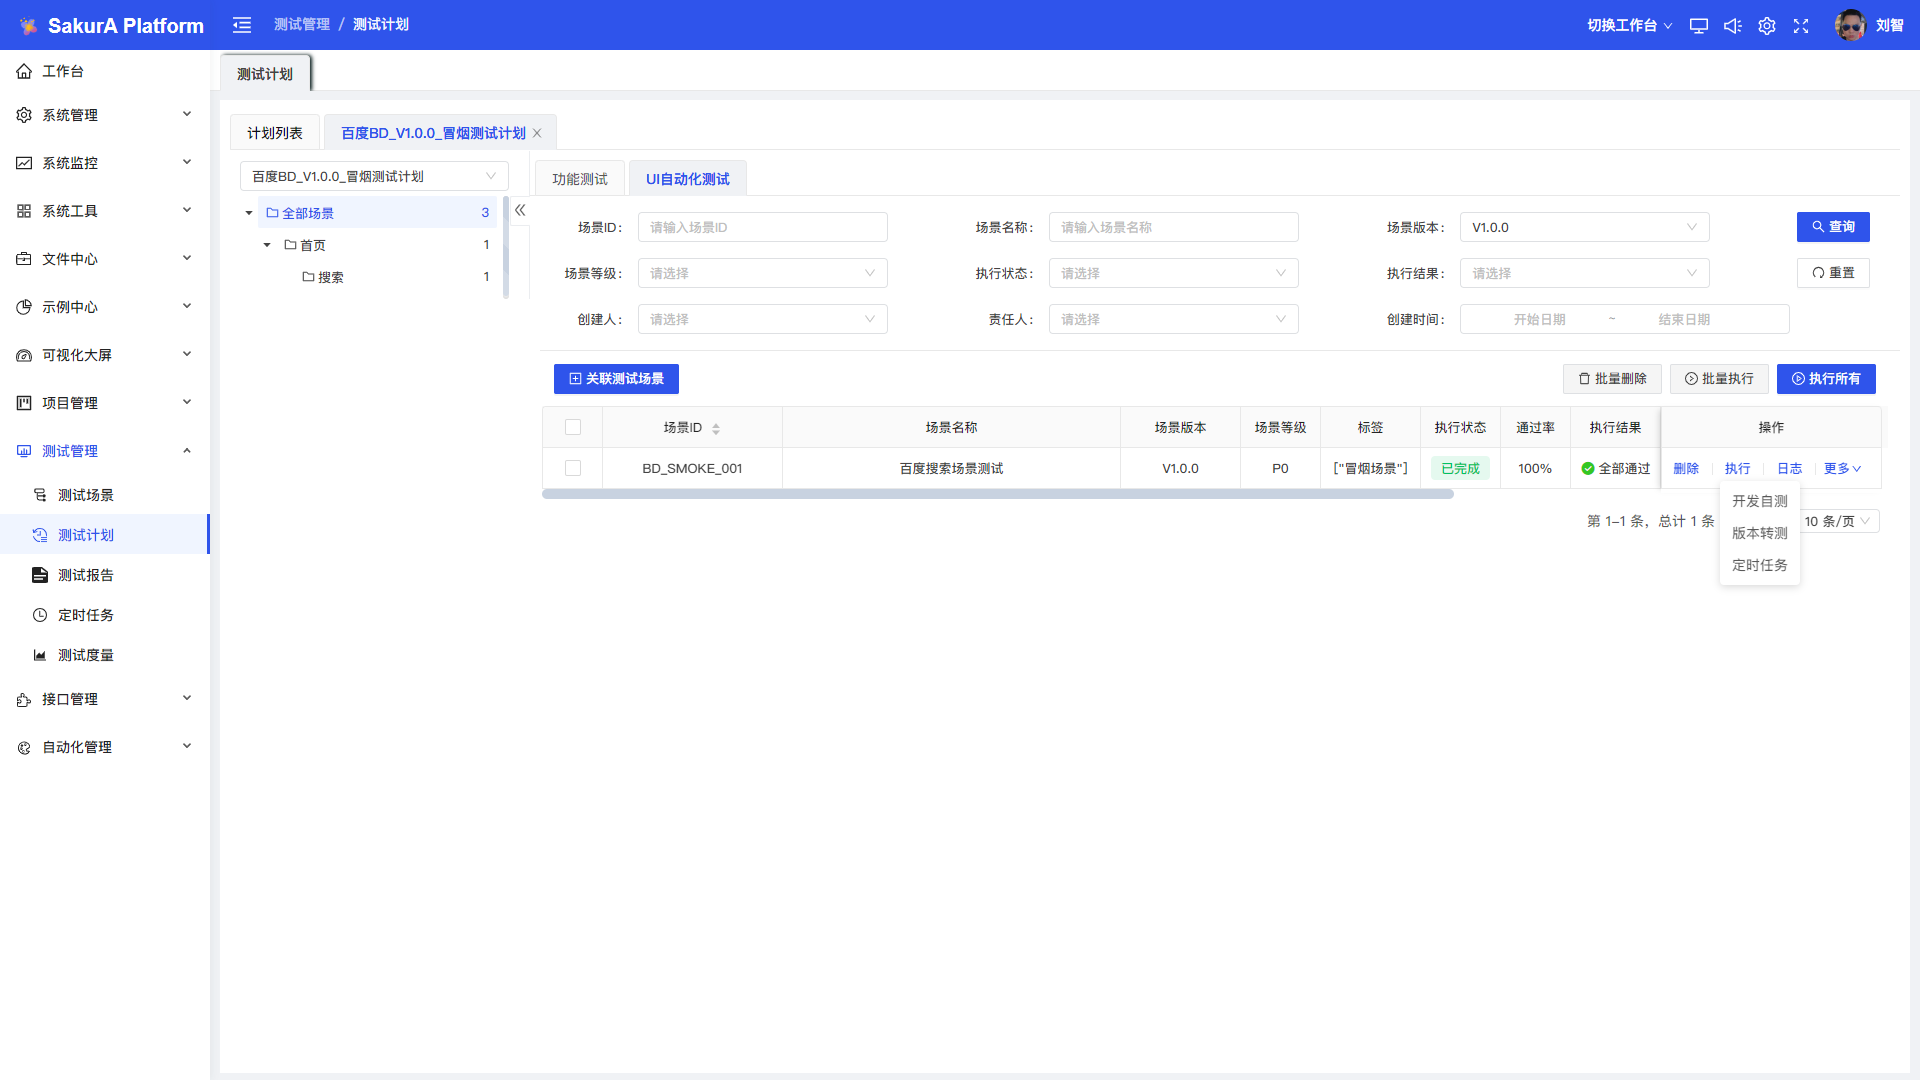 SakurA Platform
测试管理 / 测试计划
切换工作台
刘智
工作台
系统管理
系统监控
系统工具
文件中心
示例中心
可视化大屏
项目管理
测试管理
测试场景
测试计划
测试报告
定时任务
测试度量
接口管理
自动化管理
测试计划
计划列表
百度BD_V1.0.0_冒烟测试计划
百度BD_V1.0.0_冒烟测试计划
全部场景 3
首页 1
搜索 1
功能测试
UI自动化测试
场景ID: 请输入场景ID
场景名称: 请输入场景名称
场景版本: V1.0.0
查询
场景等级: 请选择
执行状态: 请选择
执行结果: 请选择
重置
创建人: 请选择
责任人: 请选择
创建时间: 开始日期 ~ 结束日期
关联测试场景
批量删除
批量执行
执行所有
场景ID 场景名称 场景版本 场景等级 标签 执行状态 通过率 执行结果 操作
BD_SMOKE_001 百度搜索场景测试 V1.0.0 P0 ["冒烟场景"] 已完成 100% 全部通过 删除 执行 日志 更多
开发自测
版本转测
定时任务
第 1-1 条, 总计 1 条
10 条/页